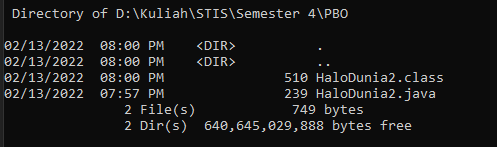 Directory of D:\Kuliah\STIS\Semester 4\PBO
02/13/2022  08:00 PM    <DIR>          .
02/13/2022  08:00 PM    <DIR>          ..
02/13/2022  08:00 PM               510 HaloDunia2.class
02/13/2022  07:57 PM               239 HaloDunia2.java
               2 File(s)            749 bytes
               2 Dir(s)  640,645,029,888 bytes free